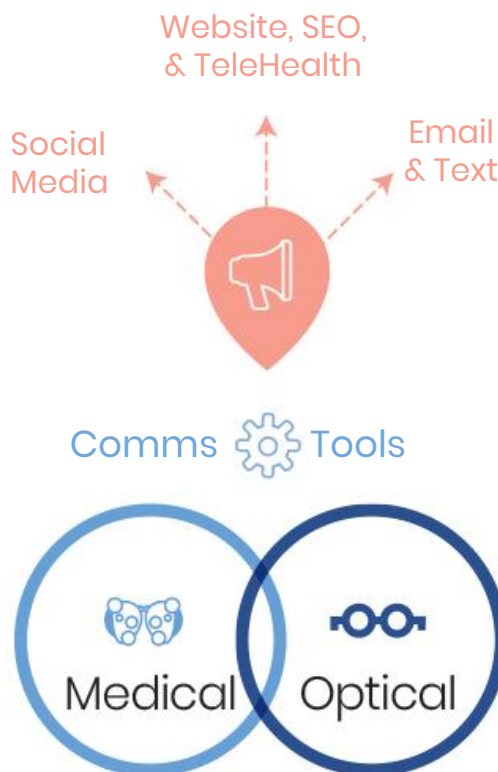 Website, SEO,
& TeleHealth
Social
Media
Email
& Text
Comms Tools
Medical
Optical